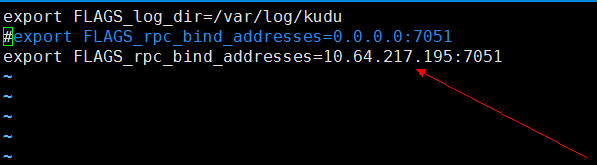 export FLAGS_log_dir=/var/log/kudu
#export FLAGS_rpc_bind_addresses=0.0.0.0:7051
export FLAGS_rpc_bind_addresses=10.64.217.195:7051
~
~
~
~
~